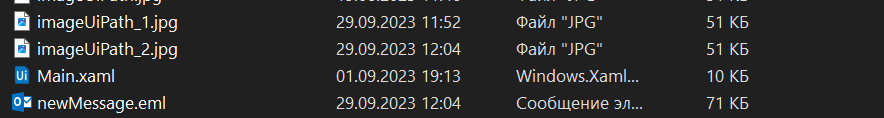 imageUiPath_1.jpg 29.09.2023 11:52 Файл "JPG" 51 КБ
imageUiPath_2.jpg 29.09.2023 12:04 Файл "JPG" 51 КБ
Main.xaml 01.09.2023 19:13 Windows.Xaml... 10 КБ
newMessage.eml 29.09.2023 12:04 Сообщение эл... 71 КБ